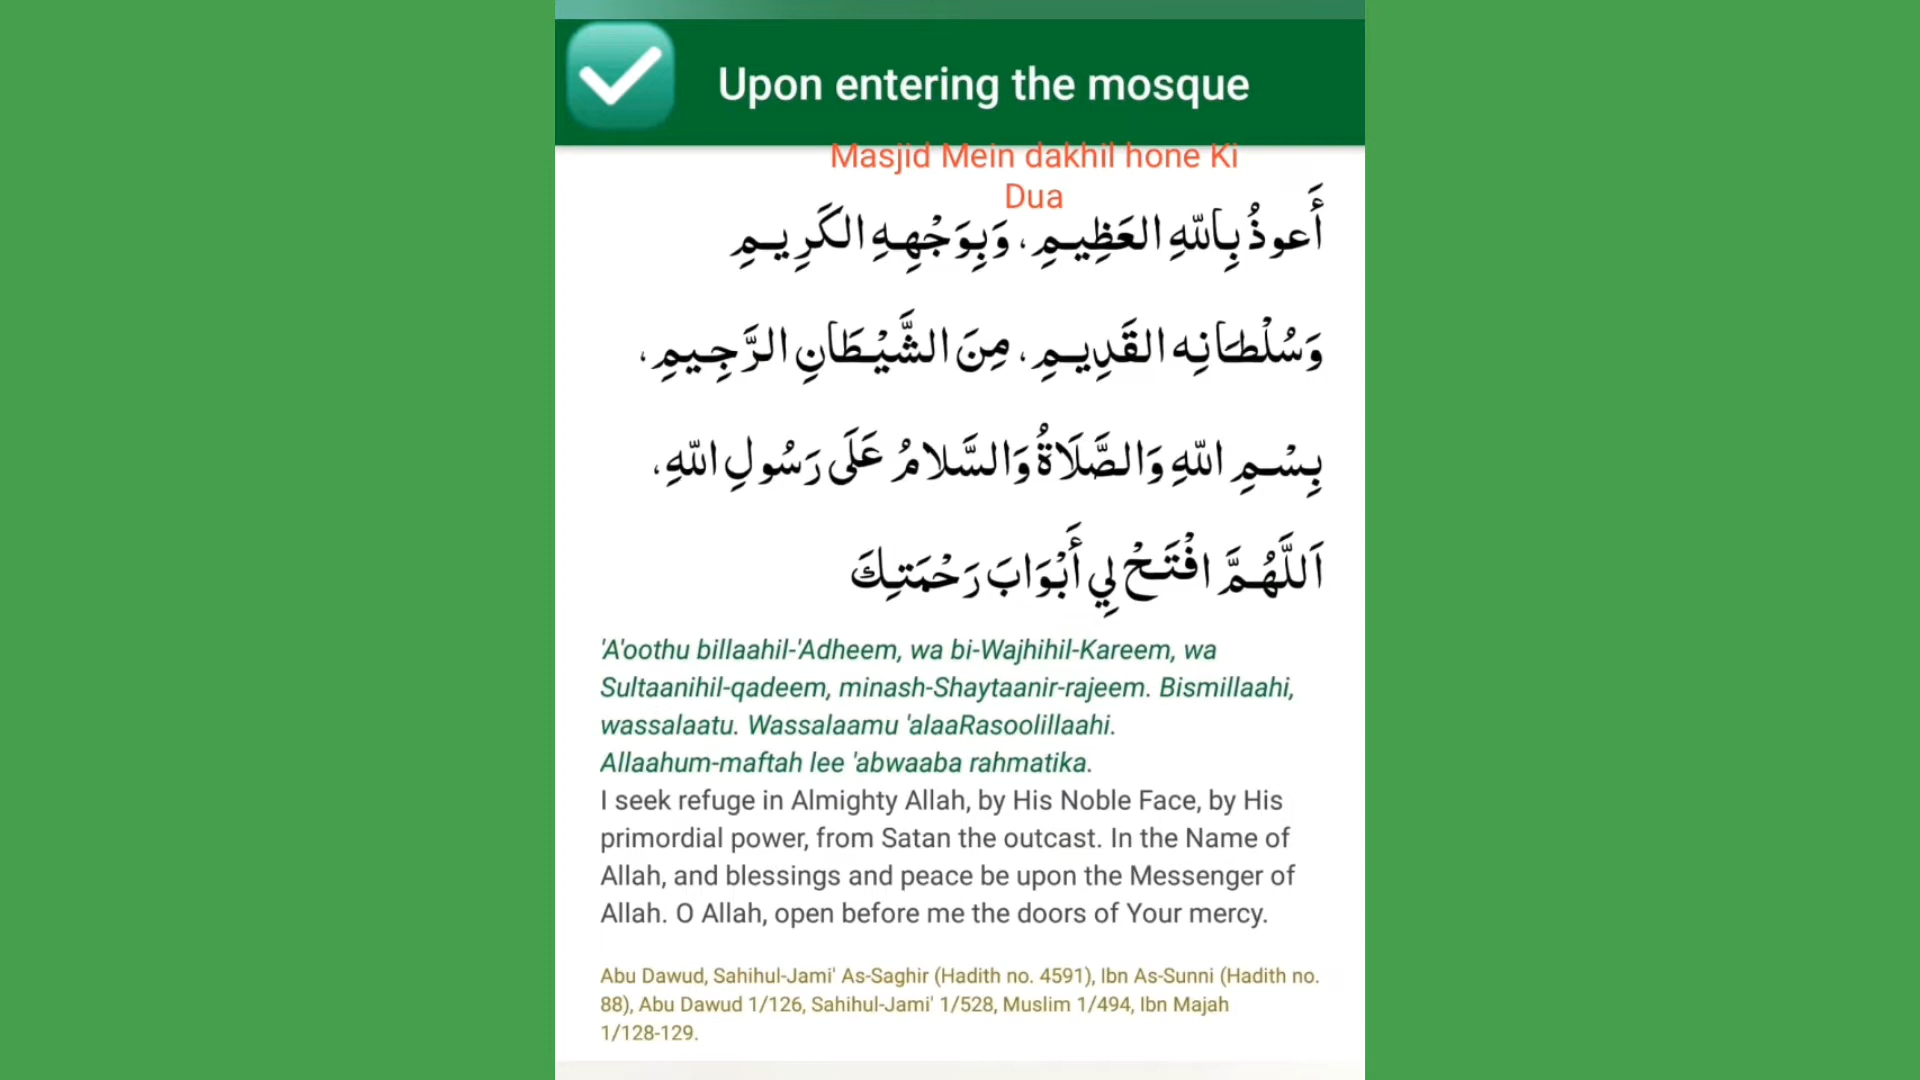 Upon entering the mosque
Masjid Mein dakhil hone Ki
Dua
أَعوذُ بِاللّهِ العَظِيـمِ، وَبِوَجْهِـهِ الكَرِيـمِ
وَسُلْطـَانِه القَدِيـمِ، مِنَ الشَّيْـطَانِ الرَّجِـيمِ،
بِسْـمِ اللّهِ وَالصَّلَاةُ وَالسَّلامُ عَلَى رَسُولِ اللّهِ،
اَللَّهُـمَّ افْتَـحْ لِي أَبْوَابَ رَحْمَتـِكَ
'A'oothu billaahil-'Adheem, wa bi-Wajhihil-Kareem, wa
Sultaanihil-qadeem, minash-Shaytaanir-rajeem. Bismillaahi,
wassalaatu. Wassalaamu 'alaaRasoolillaahi.
Allaahum-maftah lee 'abwaaba rahmatika.
I seek refuge in Almighty Allah, by His Noble Face, by His
primordial power, from Satan the outcast. In the Name of
Allah, and blessings and peace be upon the Messenger of
Allah. O Allah, open before me the doors of Your mercy.
Abu Dawud, Sahihul-Jami' As-Saghir (Hadith no. 4591), Ibn As-Sunni (Hadith no.
88), Abu Dawud 1/126, Sahihul-Jami' 1/528, Muslim 1/494, Ibn Majah
1/128-129.